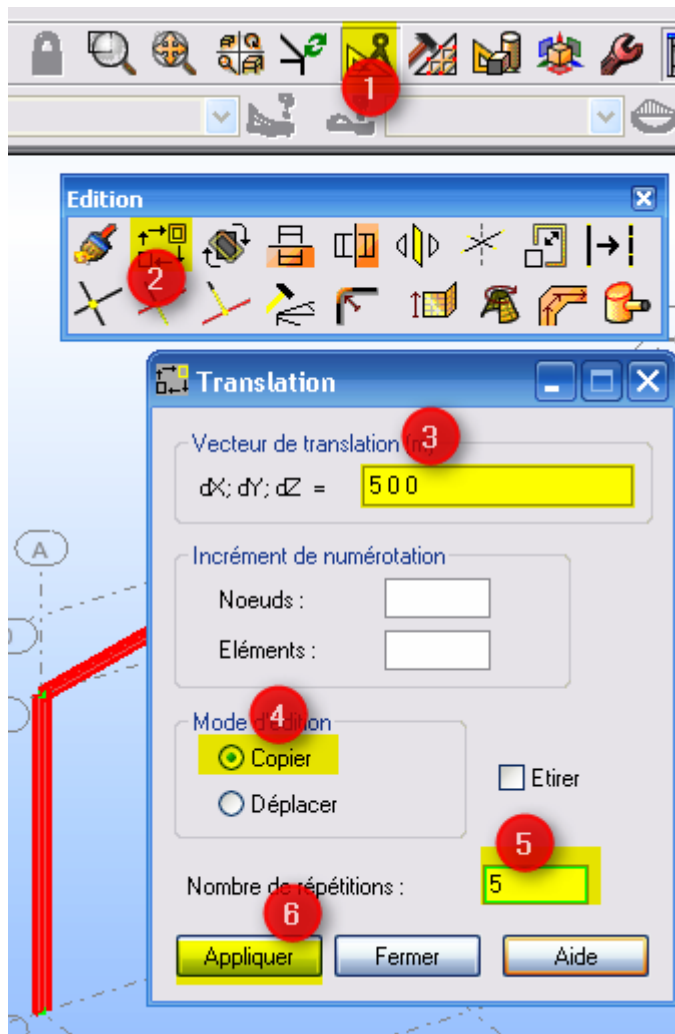 1
Edition
2
Translation
3
Vecteur de translation
dX; dY; dZ = 5 0 0
A
Incrément de numérotation
Noeuds :
Eléments :
4
Mode d'édition
Copier
Etirer
Déplacer
5
Nombre de répétitions : 5
6
Appliquer Fermer Aide